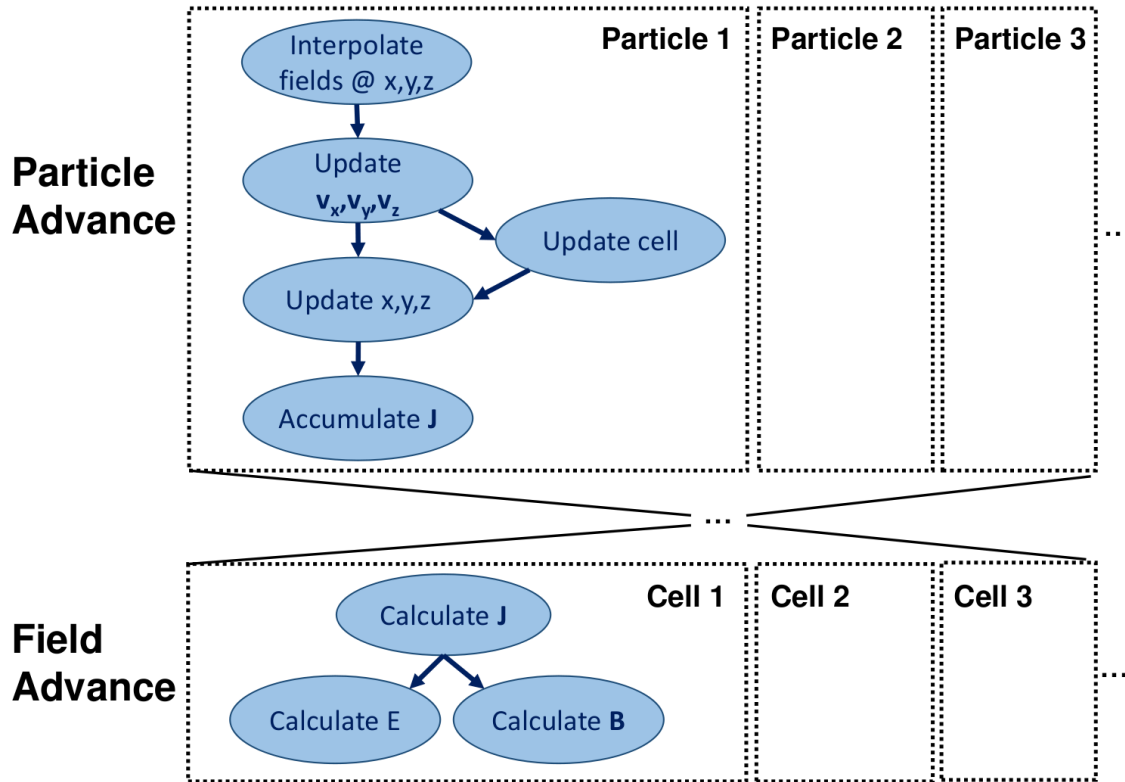 Particle 1
Particle 2
Particle 3
Interpolate
fields @ x,y,z
Particle
Advance
Update
vx,vy,vz
Update cell
...
Update x,y,z
Accumulate J
...
Cell 1
Cell 2
Cell 3
Field
Advance
Calculate J
...
Calculate E
Calculate B